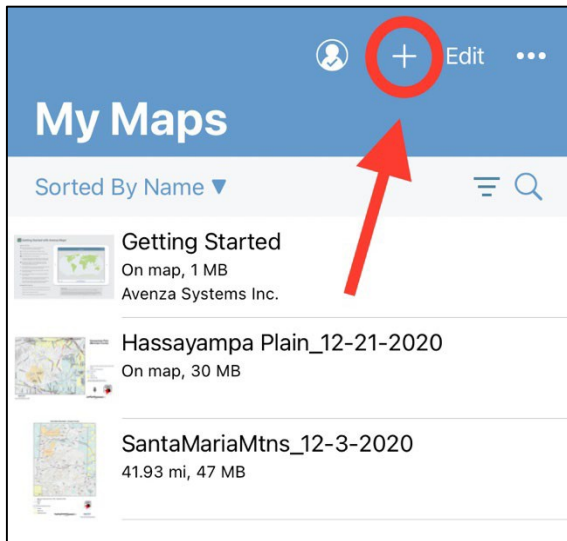 + Edit •••
My Maps
Sorted By Name ▼
Getting Started
On map, 1 MB
Avenza Systems Inc.
Hassayampa Plain_12-21-2020
On map, 30 MB
SantaMariaMtns_12-3-2020
41.93 mi, 47 MB